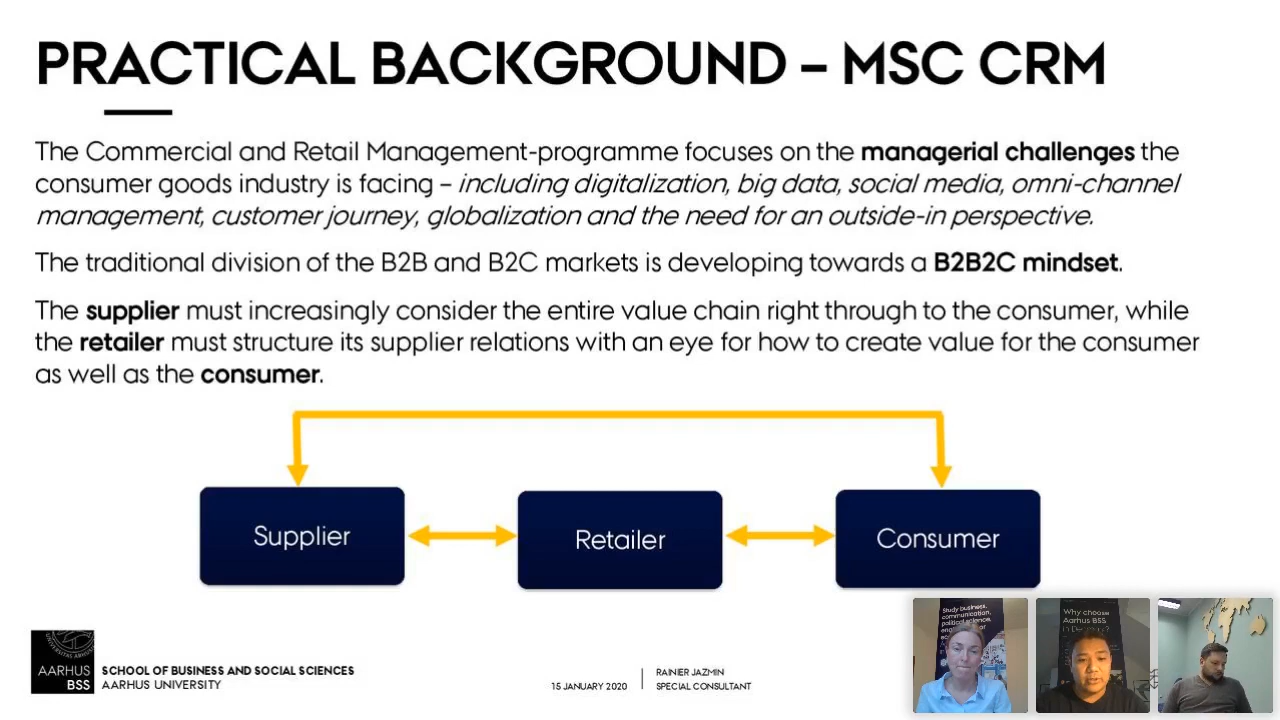 PRACTICAL BACKGROUND – MSC CRM
The Commercial and Retail Management-programme focuses on the managerial challenges the
consumer goods industry is facing – including digitalization, big data, social media, omni-channel
management, customer journey, globalization and the need for an outside-in perspective.
The traditional division of the B2B and B2C markets is developing towards a B2B2C mindset.
The supplier must increasingly consider the entire value chain right through to the consumer, while
the retailer must structure its supplier relations with an eye for how to create value for the consumer
as well as the consumer.
Supplier
Retailer
Consumer
AARHUS
BSS
SCHOOL OF BUSINESS AND SOCIAL SCIENCES
AARHUS UNIVERSITY
15 JANUARY 2020
RAINIER JAZMIN
SPECIAL CONSULTANT
Study business,
communication,
political science,
Why choose
Aarhus BSS